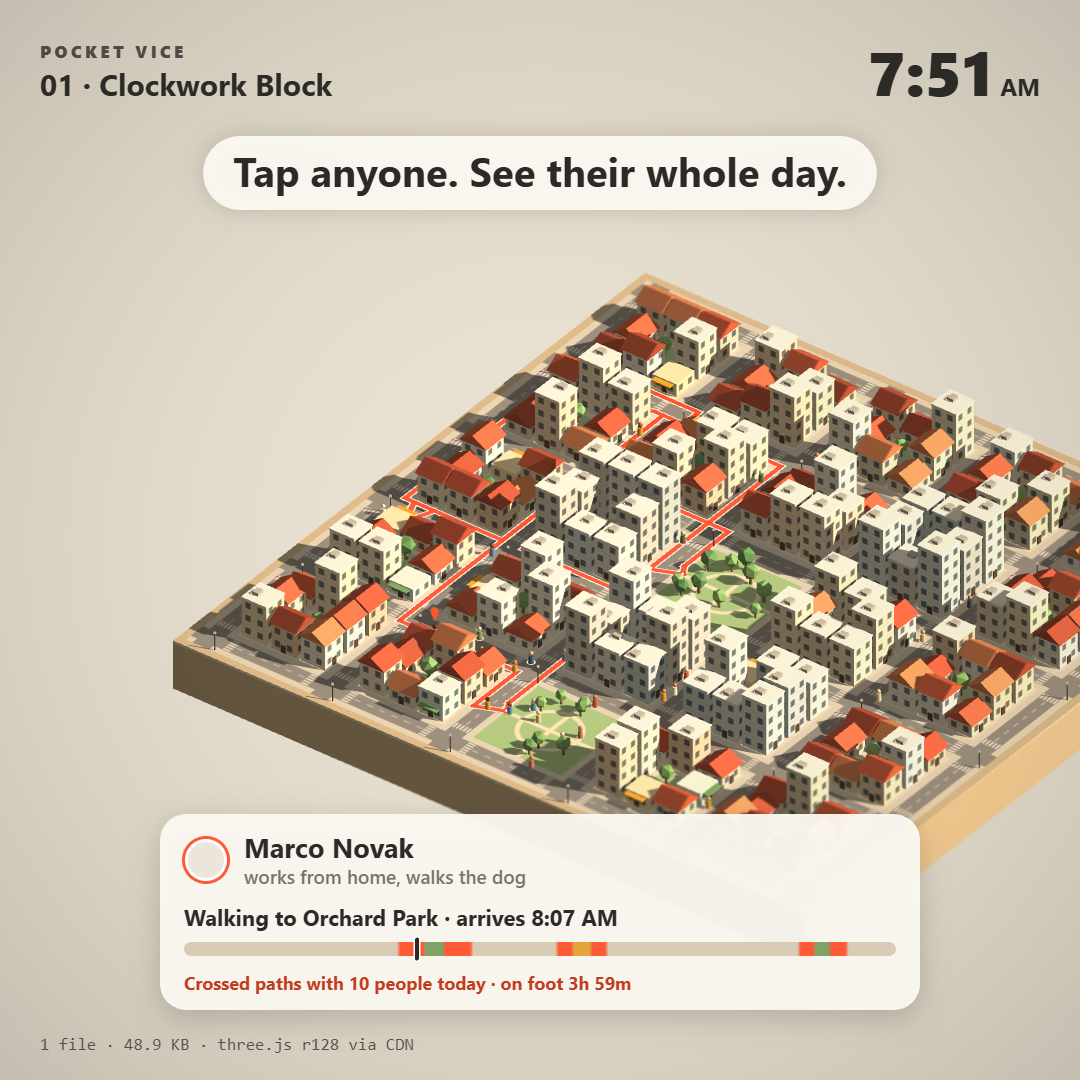 POCKET VICE
01 · Clockwork Block
7:51 AM
Tap anyone. See their whole day.
Marco Novak
works from home, walks the dog
Walking to Orchard Park · arrives 8:07 AM
Crossed paths with 10 people today · on foot 3h 59m
1 file · 48.9 KB · three.js r128 via CDN